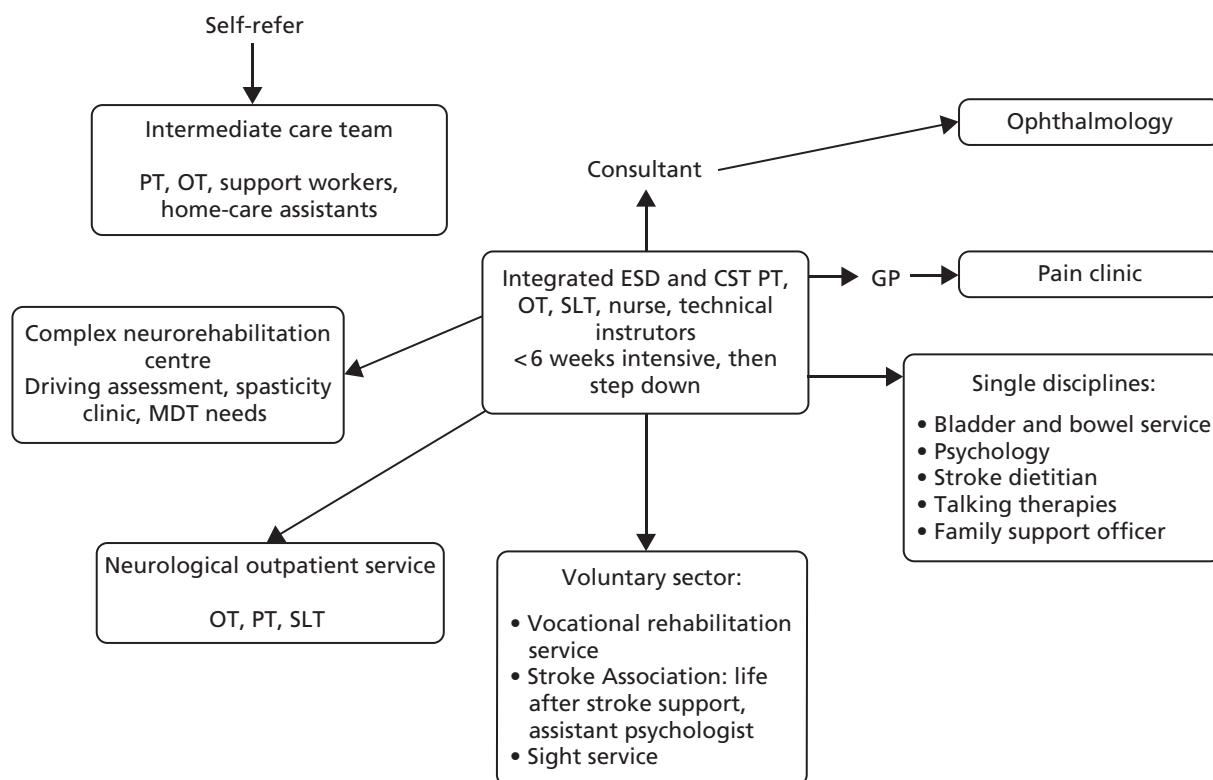 Self-refer
Intermediate care team
PT, OT, support workers,
home-care assistants
Consultant
Ophthalmology
Integrated ESD and CST PT,
OT, SLT, nurse, technical
instrutors
<6 weeks intensive, then
step down
GP
Pain clinic
Complex neurorehabilitation
centre
Driving assessment, spasticity
clinic, MDT needs
Single disciplines:
• Bladder and bowel service
• Psychology
• Stroke dietitian
• Talking therapies
• Family support officer
Neurological outpatient service
OT, PT, SLT
Voluntary sector:
• Vocational rehabilitation
service
• Stroke Association: life
after stroke support,
assistant psychologist
• Sight service